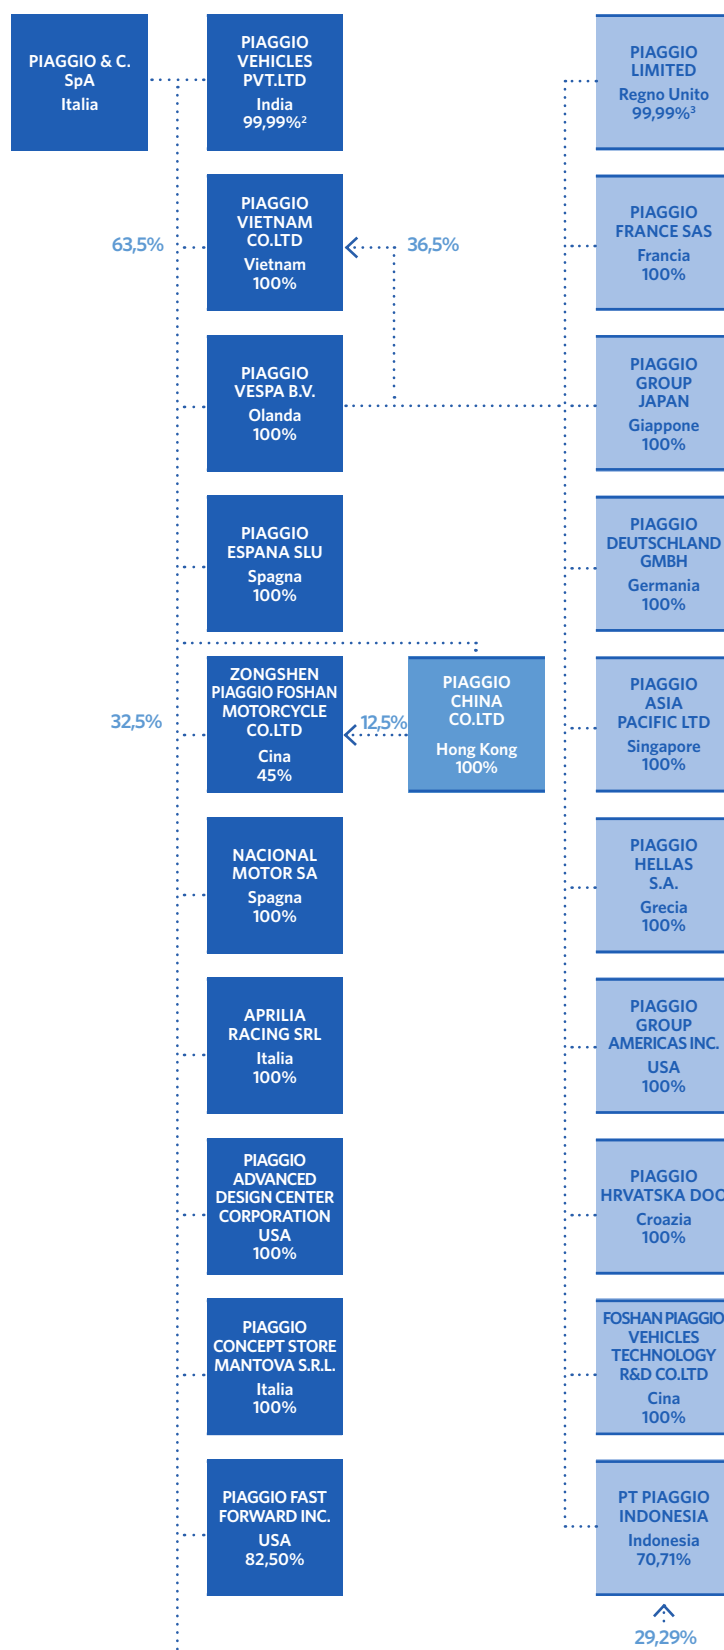 PIAGGIO & C.
SpA
Italia
PIAGGIO
VEHICLES
PVT.LTD
India
99,99%²
PIAGGIO
LIMITED
Regno Unito
99,99%³
63,5%
PIAGGIO
VIETNAM
CO.LTD
Vietnam
100%
36,5%
PIAGGIO
FRANCE SAS
Francia
100%
PIAGGIO
VESPA B.V.
Olanda
100%
PIAGGIO
GROUP
JAPAN
Giappone
100%
PIAGGIO
ESPANA SLU
Spagna
100%
PIAGGIO
DEUTSCHLAND
GMBH
Germania
100%
32,5%
ZONGSHEN
PIAGGIO FOSHAN
MOTORCYCLE
CO.LTD
Cina
45%
12,5%
PIAGGIO
CHINA
CO.LTD
Hong Kong
100%
PIAGGIO
ASIA
PACIFIC LTD
Singapore
100%
NACIONAL
MOTOR SA
Spagna
100%
PIAGGIO
HELLAS
S.A.
Grecia
100%
APRILIA
RACING SRL
Italia
100%
PIAGGIO
GROUP
AMERICAS INC.
USA
100%
PIAGGIO
ADVANCED
DESIGN CENTER
CORPORATION
USA
100%
PIAGGIO
HRVATSKA DOO
Croazia
100%
PIAGGIO
CONCEPT STORE
MANTOVA S.R.L.
Italia
100%
FOSHAN PIAGGIO
VEHICLES
TECHNOLOGY
R&D CO.LTD
Cina
100%
PIAGGIO FAST
FORWARD INC.
USA
82,50%
PT PIAGGIO
INDONESIA
Indonesia
70,71%
29,29%